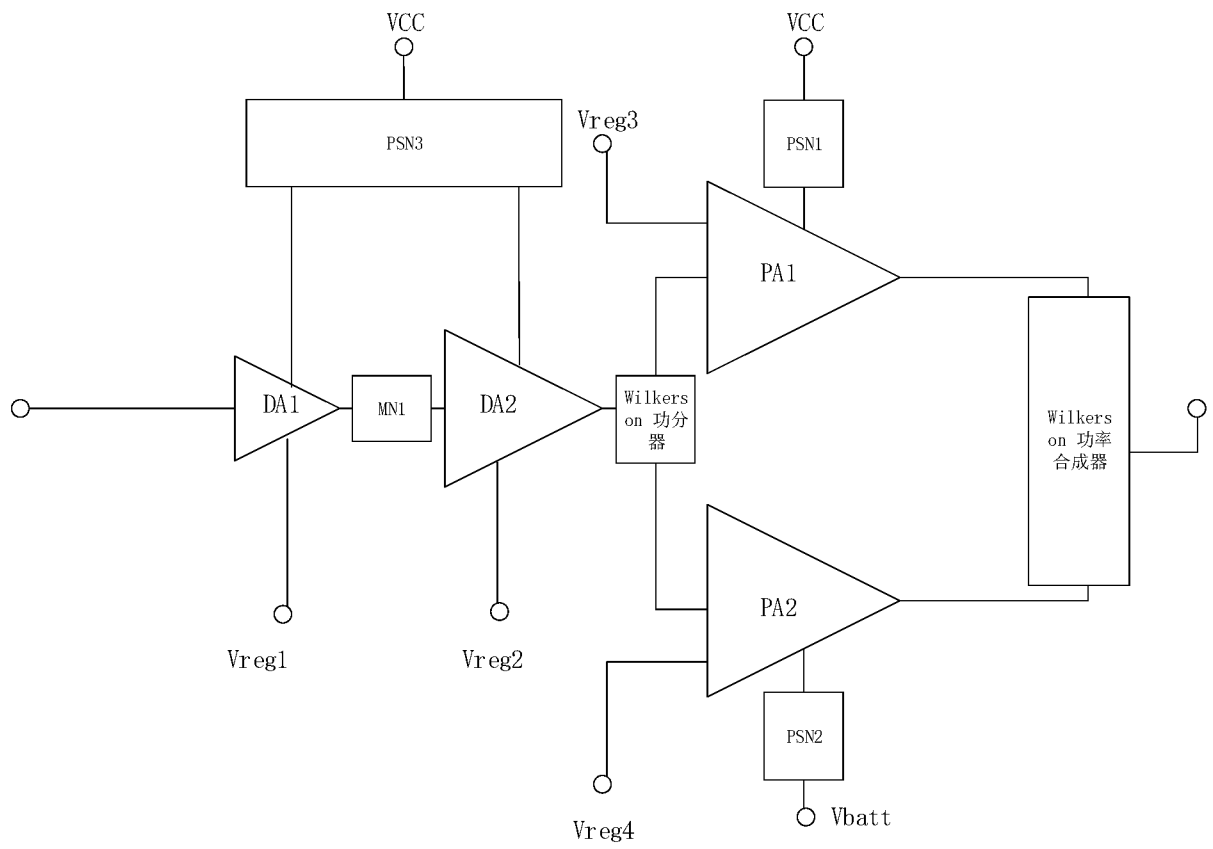 VCC
VCC
PSN3
Vreg3
PSN1
PA1
DA1
MN1
DA2
Wilkers
on 功分
器
Wilkers
on 功率
合成器
PA2
Vreg1
Vreg2
PSN2
Vreg4
Vbatt